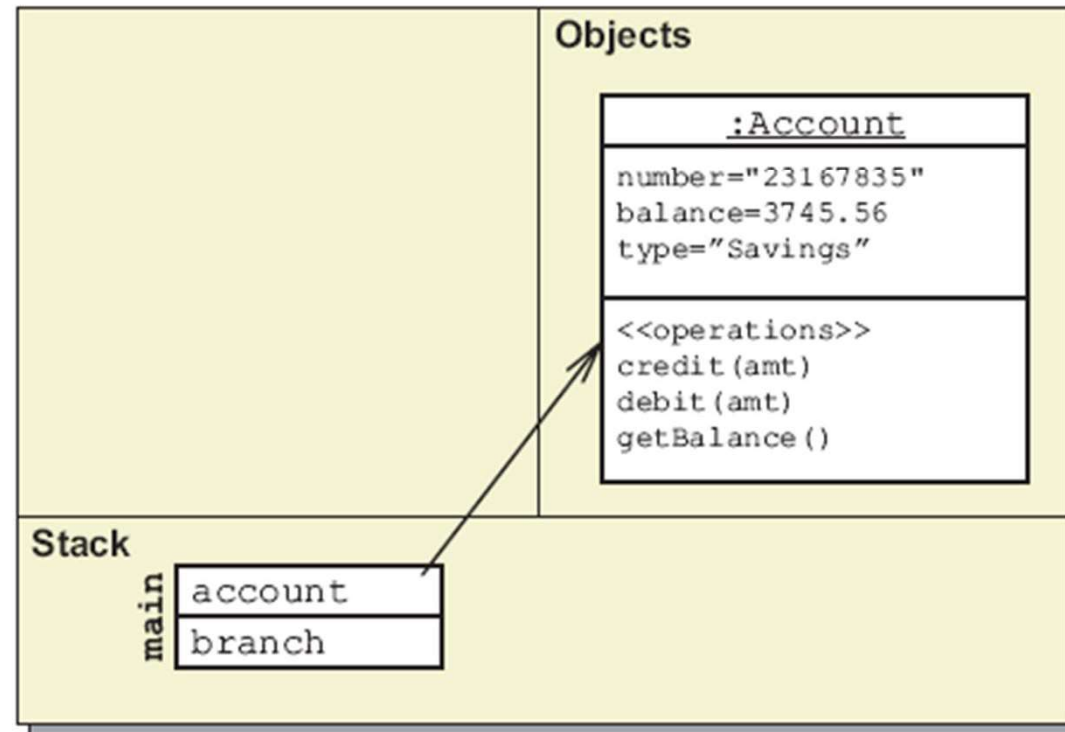 Objects
:Account
number="23167835"
balance=3745.56
type=”Savings”
<<operations>>
credit(amt)
debit(amt)
getBalance()
Stack
main
account
branch